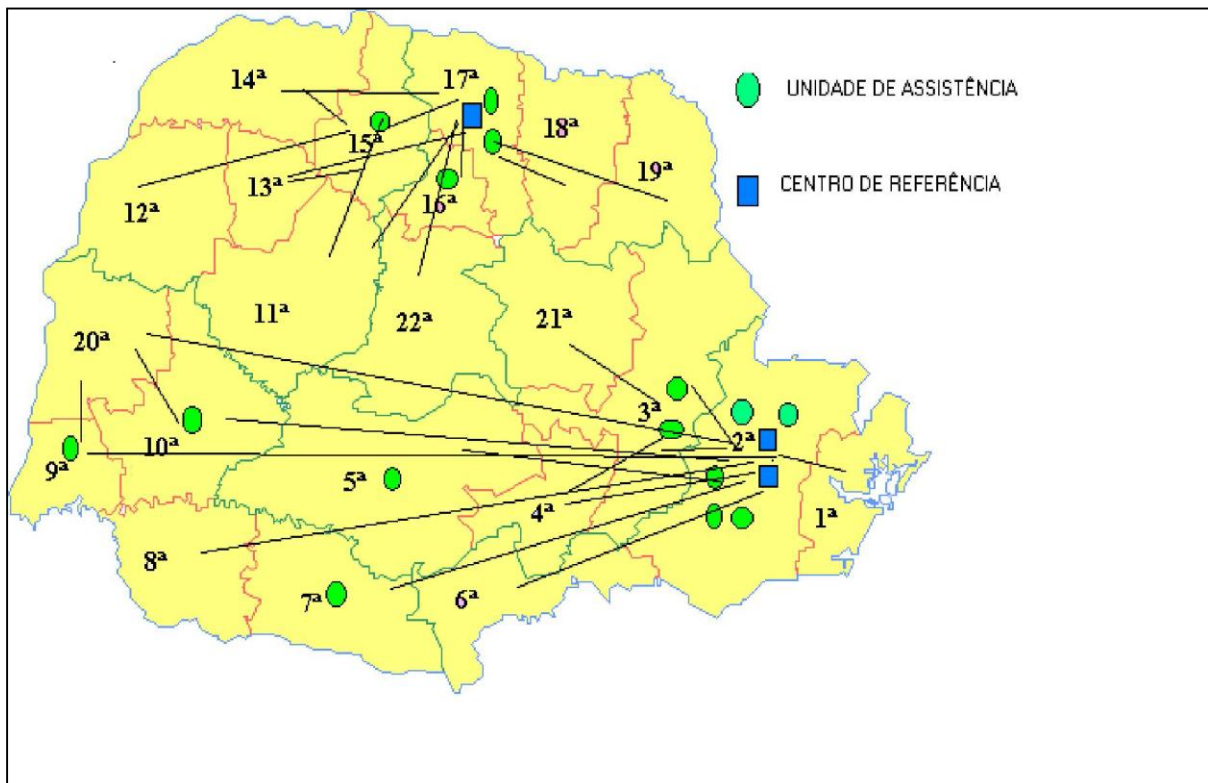 14ª
17ª
UNIDADE DE ASSISTÊNCIA
15ª
18ª
19ª
CENTRO DE REFERÊNCIA
13ª
12ª
16ª
11ª
22ª
21ª
20ª
3ª
2ª
10ª
9ª
5ª
4ª
1ª
8ª
7ª
6ª